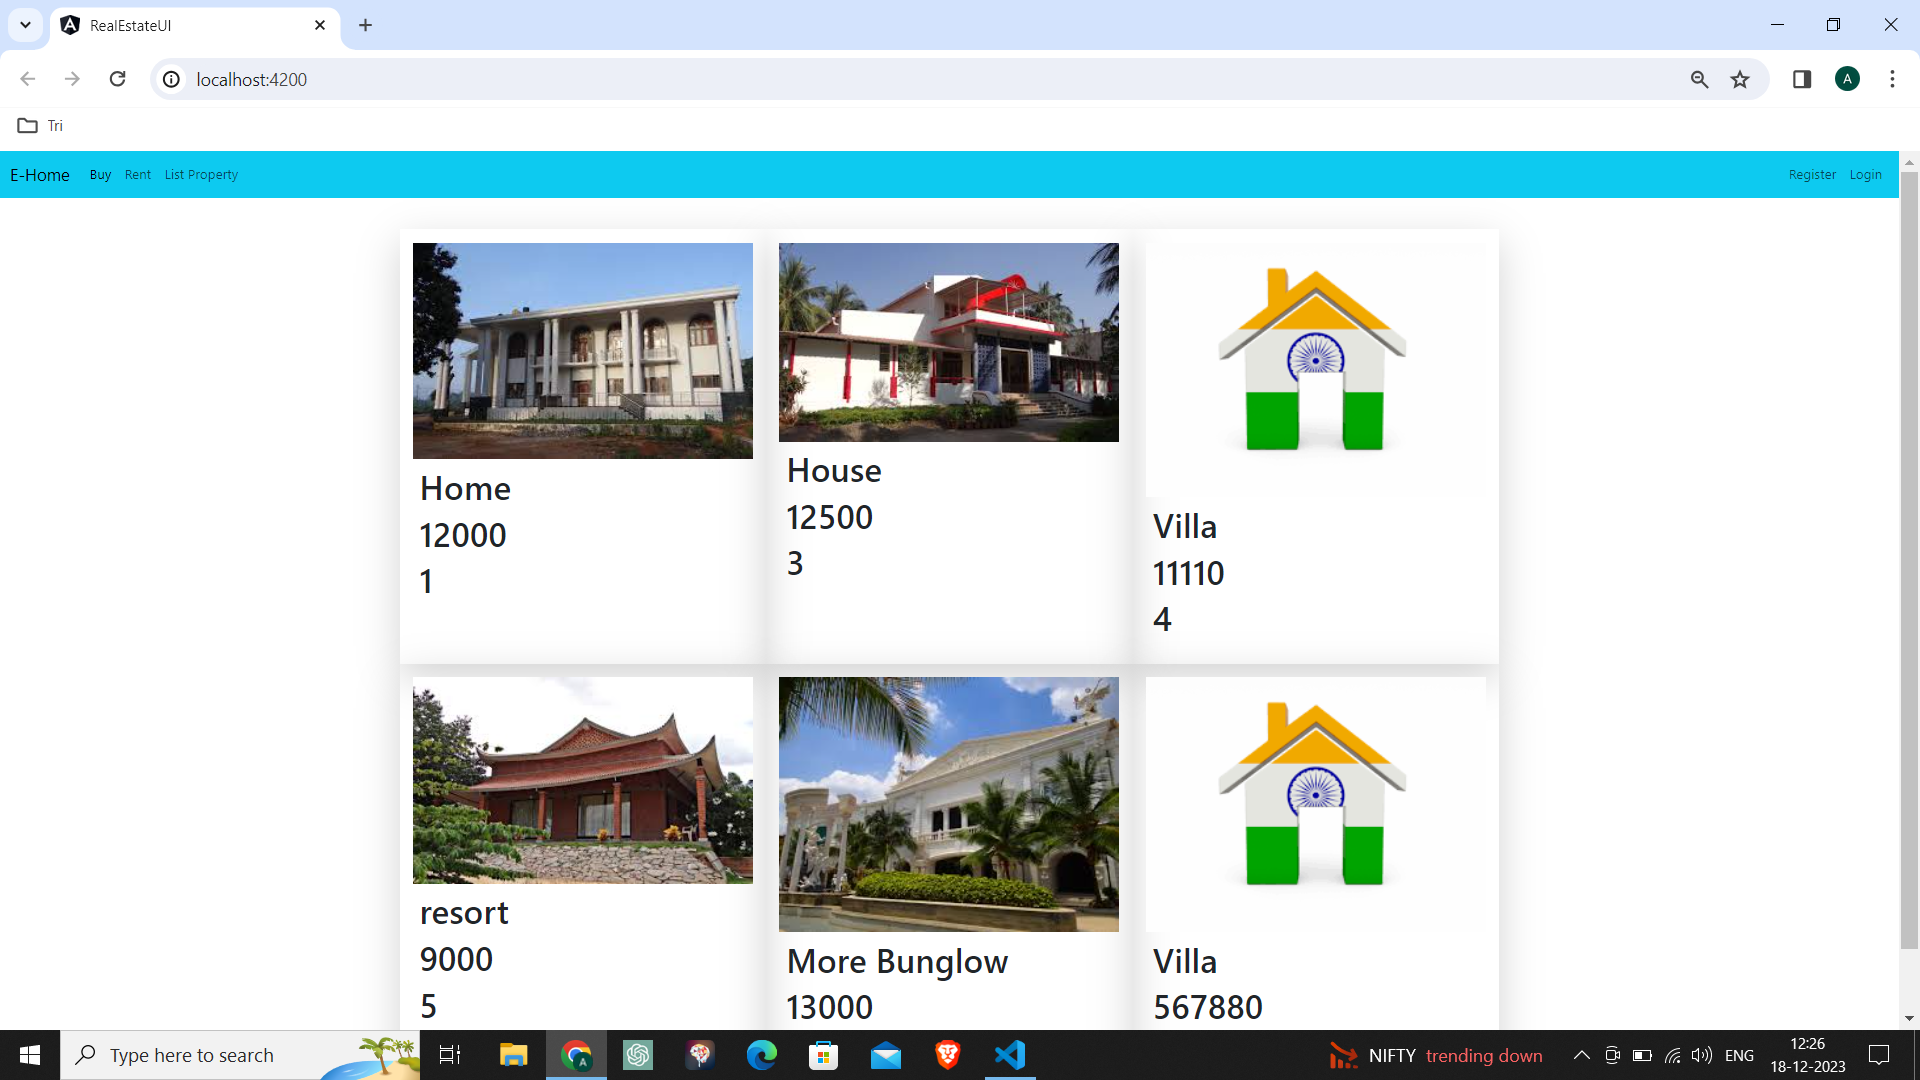 RealEstateUI
localhost:4200
Tri
E-Home Buy Rent List Property Register Login
Home
12000
1
House
12500
3
Villa
11110
4
resort
9000
5
More Bunglow
13000
Villa
567880
Type here to search
NIFTY trending down
ENG
12:26
18-12-2023
A
A